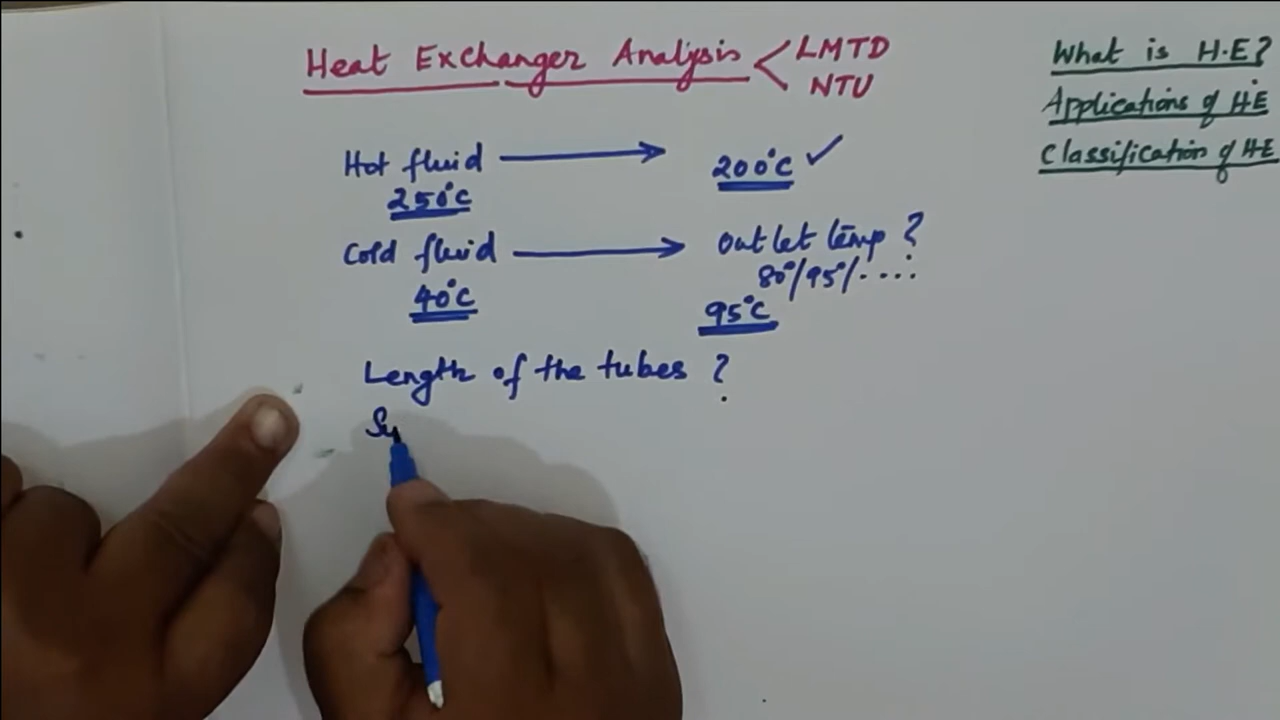 Heat Exchanger Analysis < LMTD
NTU
Hot fluid → 200°C ✓
250°C
Cold fluid → Outlet temp ?
80°/95°/....
40°C
95°C
Length of the tubes ?
Su
What is H.E?
Applications of H.E
Classification of H.E